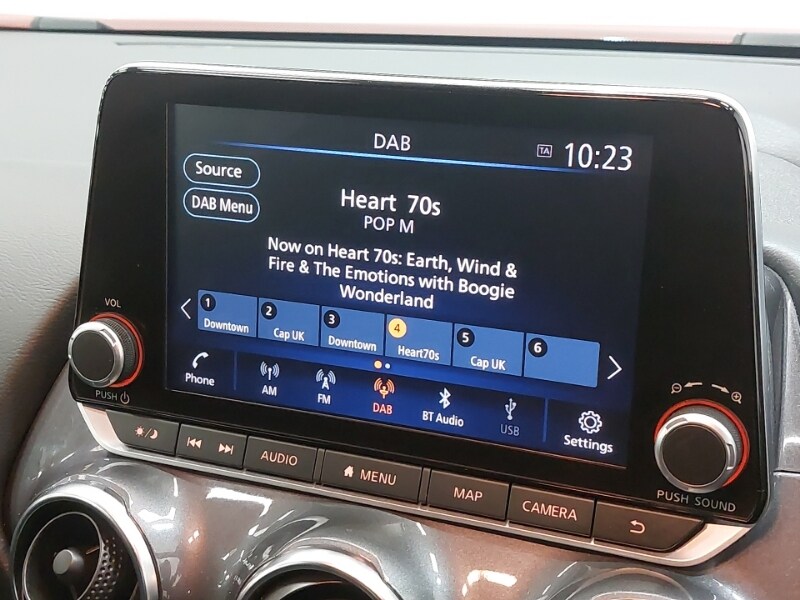 DAB
TA 10:23
Source
DAB Menu
Heart 70s
POP M
Now on Heart 70s: Earth, Wind &
Fire & The Emotions with Boogie
Wonderland
1 Downtown
2 Cap UK
3 Downtown
4 Heart70s
5 Cap UK
6
Phone
AM
FM
DAB
BT Audio
USB
Settings
VOL
PUSH
AUDIO
MENU
MAP
CAMERA
PUSH SOUND